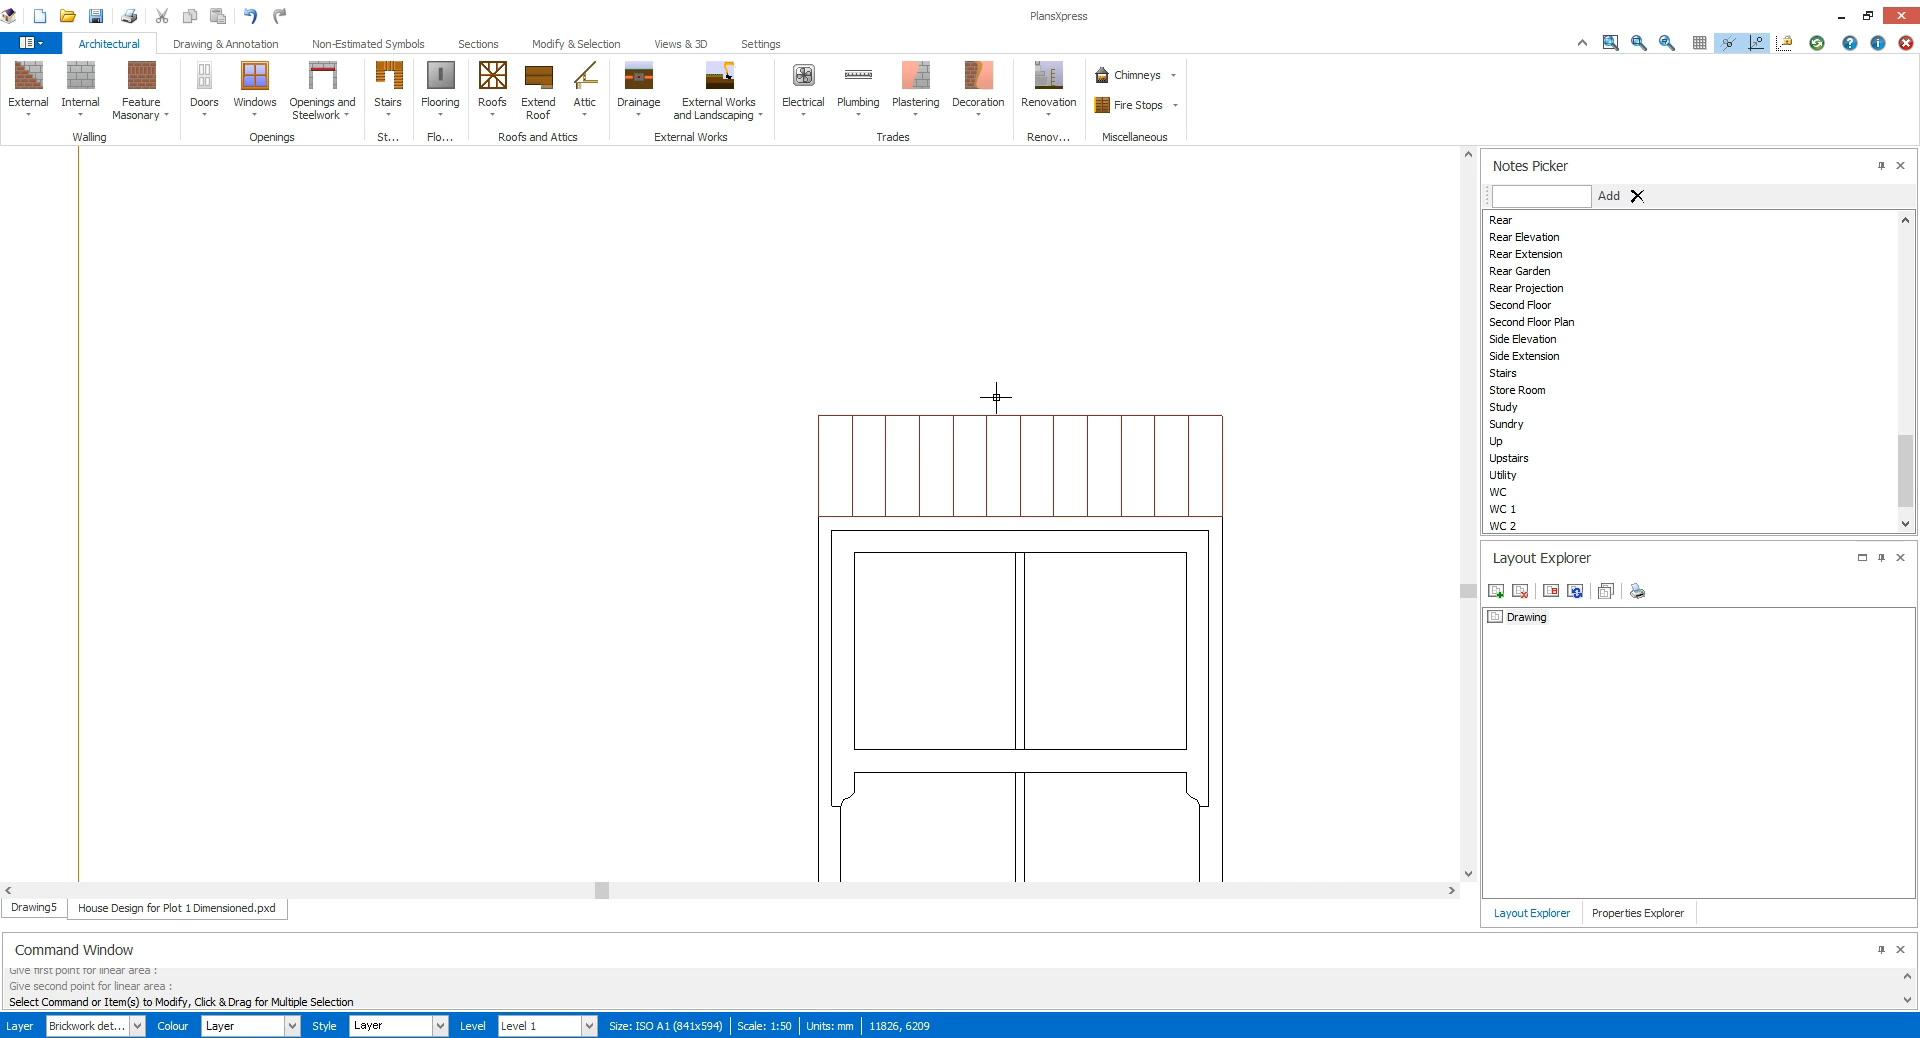 PlansXpress
Architectural
Drawing & Annotation
Non-Estimated Symbols
Sections
Modify & Selection
Views & 3D
Settings
External
Internal
Feature
Masonary
Walling
Doors
Windows
Openings and
Steelwork
Openings
Stairs
St...
Flooring
Flo...
Roofs
Extend
Roof
Attic
Roofs and Attics
Drainage
External Works
and Landscaping
External Works
Electrical
Plumbing
Plastering
Decoration
Trades
Renovation
Renov...
Chimneys
Fire Stops
Miscellaneous
Notes Picker
Add
Rear
Rear Elevation
Rear Extension
Rear Garden
Rear Projection
Second Floor
Second Floor Plan
Side Elevation
Side Extension
Stairs
Store Room
Study
Sundry
Up
Upstairs
Utility
WC
WC 1
WC 2
Layout Explorer
Drawing
Layout Explorer
Properties Explorer
Drawing5
House Design for Plot 1 Dimensioned.pxd
Command Window
Give first point for linear area :
Give second point for linear area :
Select Command or Item(s) to Modify, Click & Drag for Multiple Selection
Layer
Brickwork det...
Colour
Layer
Style
Layer
Level
Level 1
Size: ISO A1 (841x594)
Scale: 1:50
Units: mm
11826, 6209